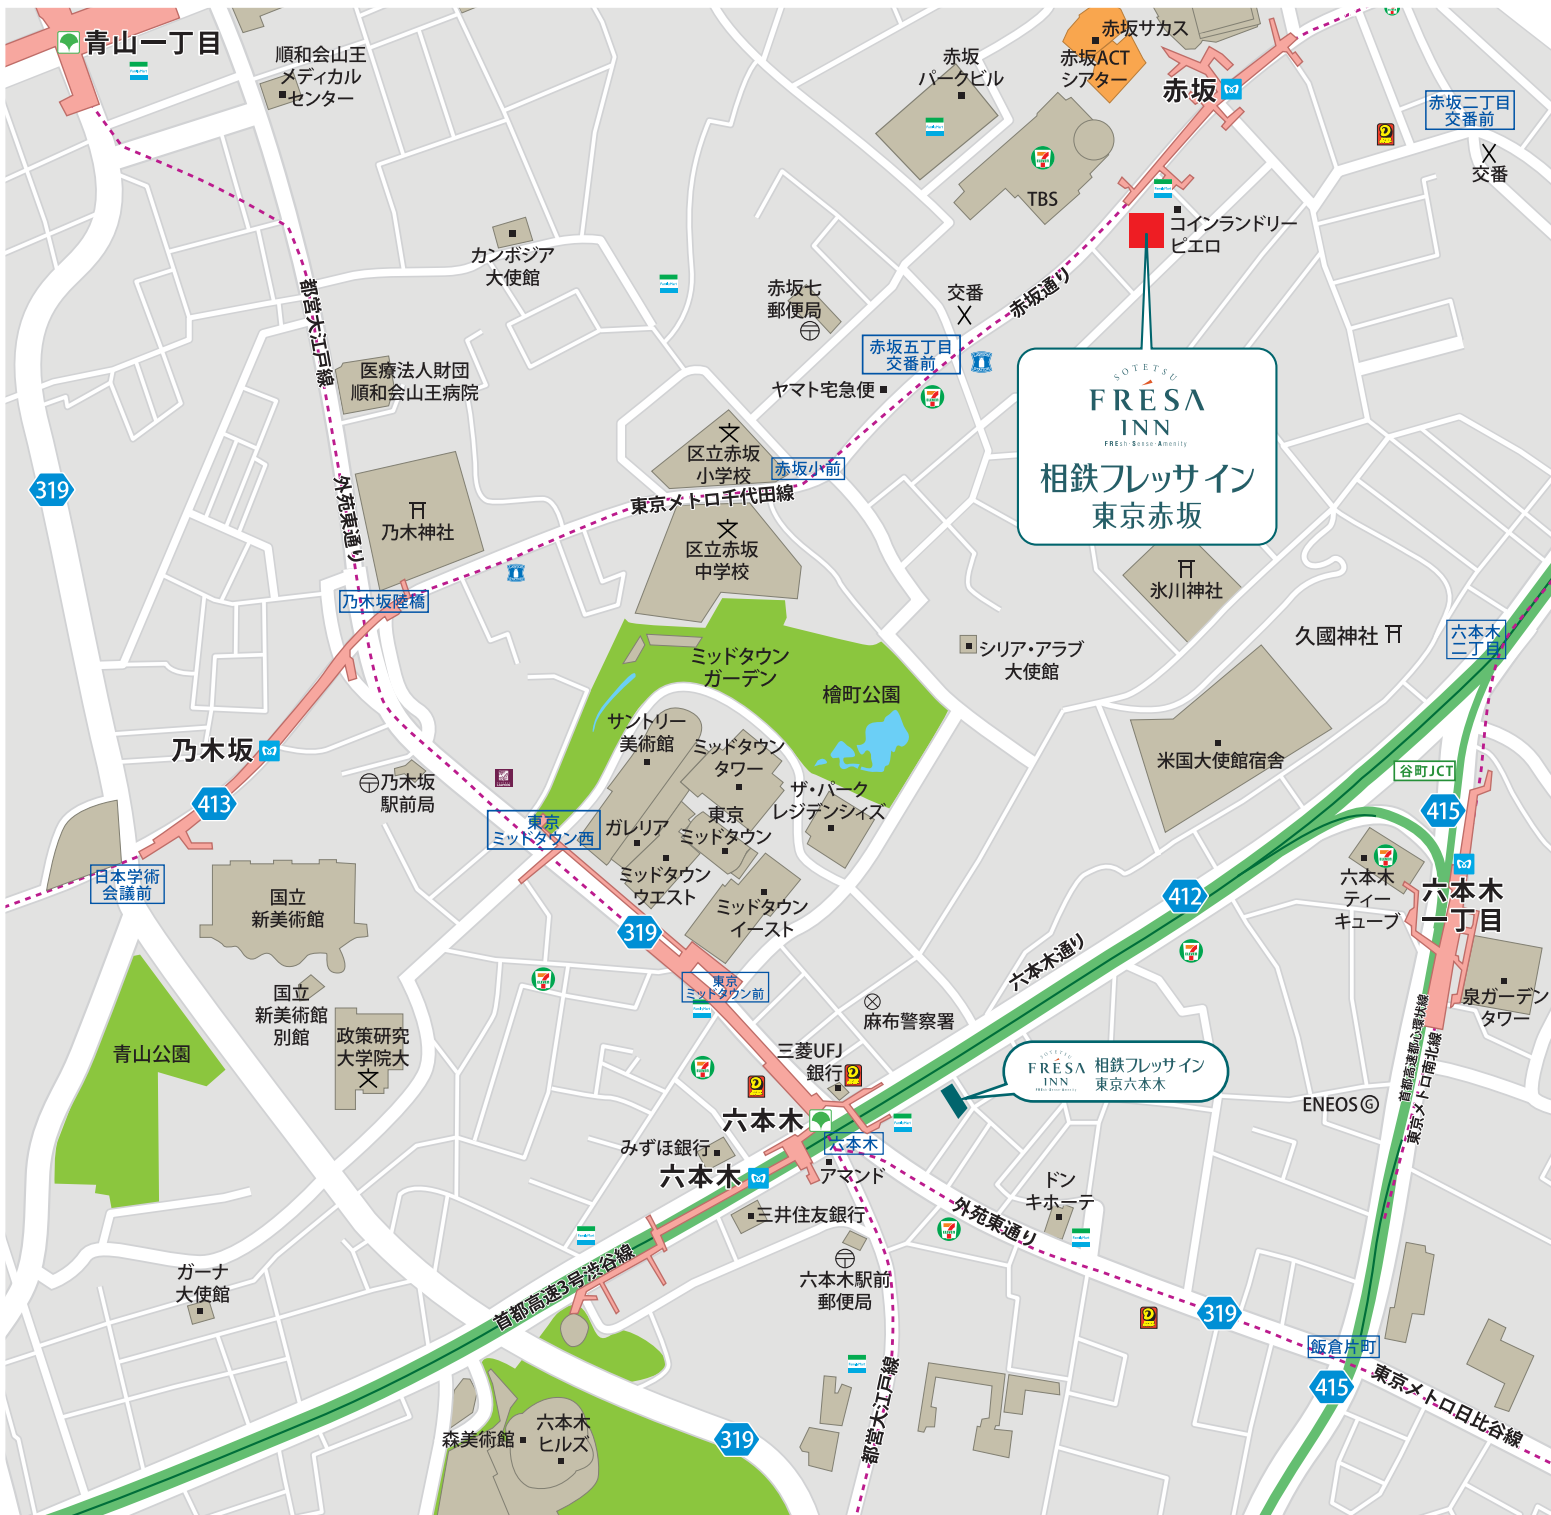 青山一丁目
順和会山王
メディカル
センター
赤坂
パークビル
赤坂サカス
赤坂ACT
シアター
赤坂
赤坂二丁目
交番前
交番
TBS
コインランドリー
ピエロ
カンボジア
大使館
都営大江戸線
赤坂七
郵便局
交番
赤坂通り
赤坂五丁目
交番前
ヤマト宅急便
医療法人財団
順和会山王病院
SOTETSU
FRÉSA
INN
FREsh·Sense·Amenity
相鉄フレッサイン
東京赤坂
区立赤坂
小学校
赤坂小前
東京メトロ千代田線
319
外苑東通り
乃木神社
区立赤坂
中学校
乃木坂陸橋
氷川神社
久國神社
六本木
二丁目
シリア・アラブ
大使館
ミッドタウン
ガーデン
檜町公園
サントリー
美術館
ミッドタウン
タワー
米国大使館宿舎
谷町JCT
乃木坂
乃木坂
駅前局
413
415
ザ・パーク
レジデンシィズ
東京
ミッドタウン西
ガレリア
東京
ミッドタウン
ミッドタウン
ウエスト
ミッドタウン
イースト
日本学術
会議前
国立
新美術館
412
六本木
ティー
キューブ
六本木
一丁目
319
六本木通り
国立
新美術館
別館
政策研究
大学院大
東京
ミッドタウン前
麻布警察署
泉ガーデン
タワー
首都高速都心環状線
東京メトロ南北線
青山公園
三菱UFJ
銀行
SOTETSU
FRÉSA
INN
相鉄フレッサイン
東京六本木
ENEOS
G
六本木
六本木
みずほ銀行
アマンド
六本木
三井住友銀行
ドン
キホーテ
外苑東通り
六本木駅前
郵便局
ガーナ
大使館
首都高速3号渋谷線
319
飯倉片町
415
東京メトロ日比谷線
都営大江戸線
森美術館
六本木
ヒルズ
319